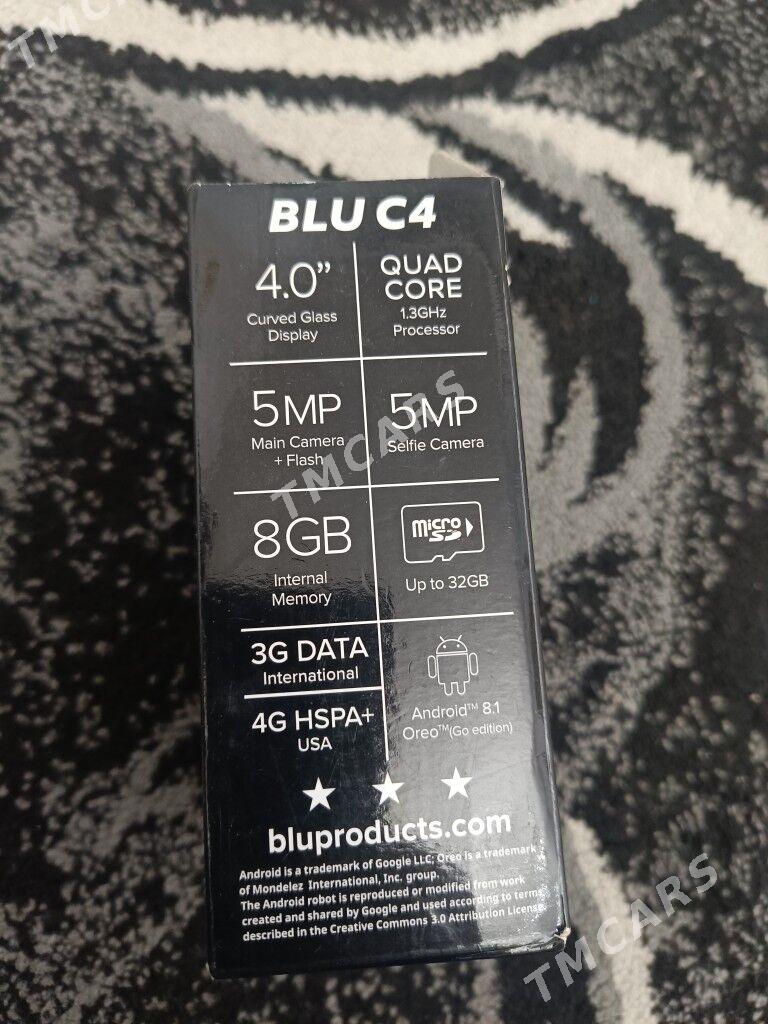 BLU C4
4.0”
Curved Glass
Display
QUAD
CORE
1.3GHz
Processor
5MP
Main Camera
+ Flash
5MP
Selfie Camera
8GB
Internal
Memory
micro
SD
Up to 32GB
3G DATA
International
4G HSPA+
USA
Android™ 8.1
Oreo™(Go edition)
bluproducts.com
Android is a trademark of Google LLC; Oreo is a trademark
of Mondelez International, Inc. group.
The Android robot is reproduced or modified from work
created and shared by Google and used according to terms
described in the Creative Commons 3.0 Attribution License.
TMCARS
TMCARS
TMCARS